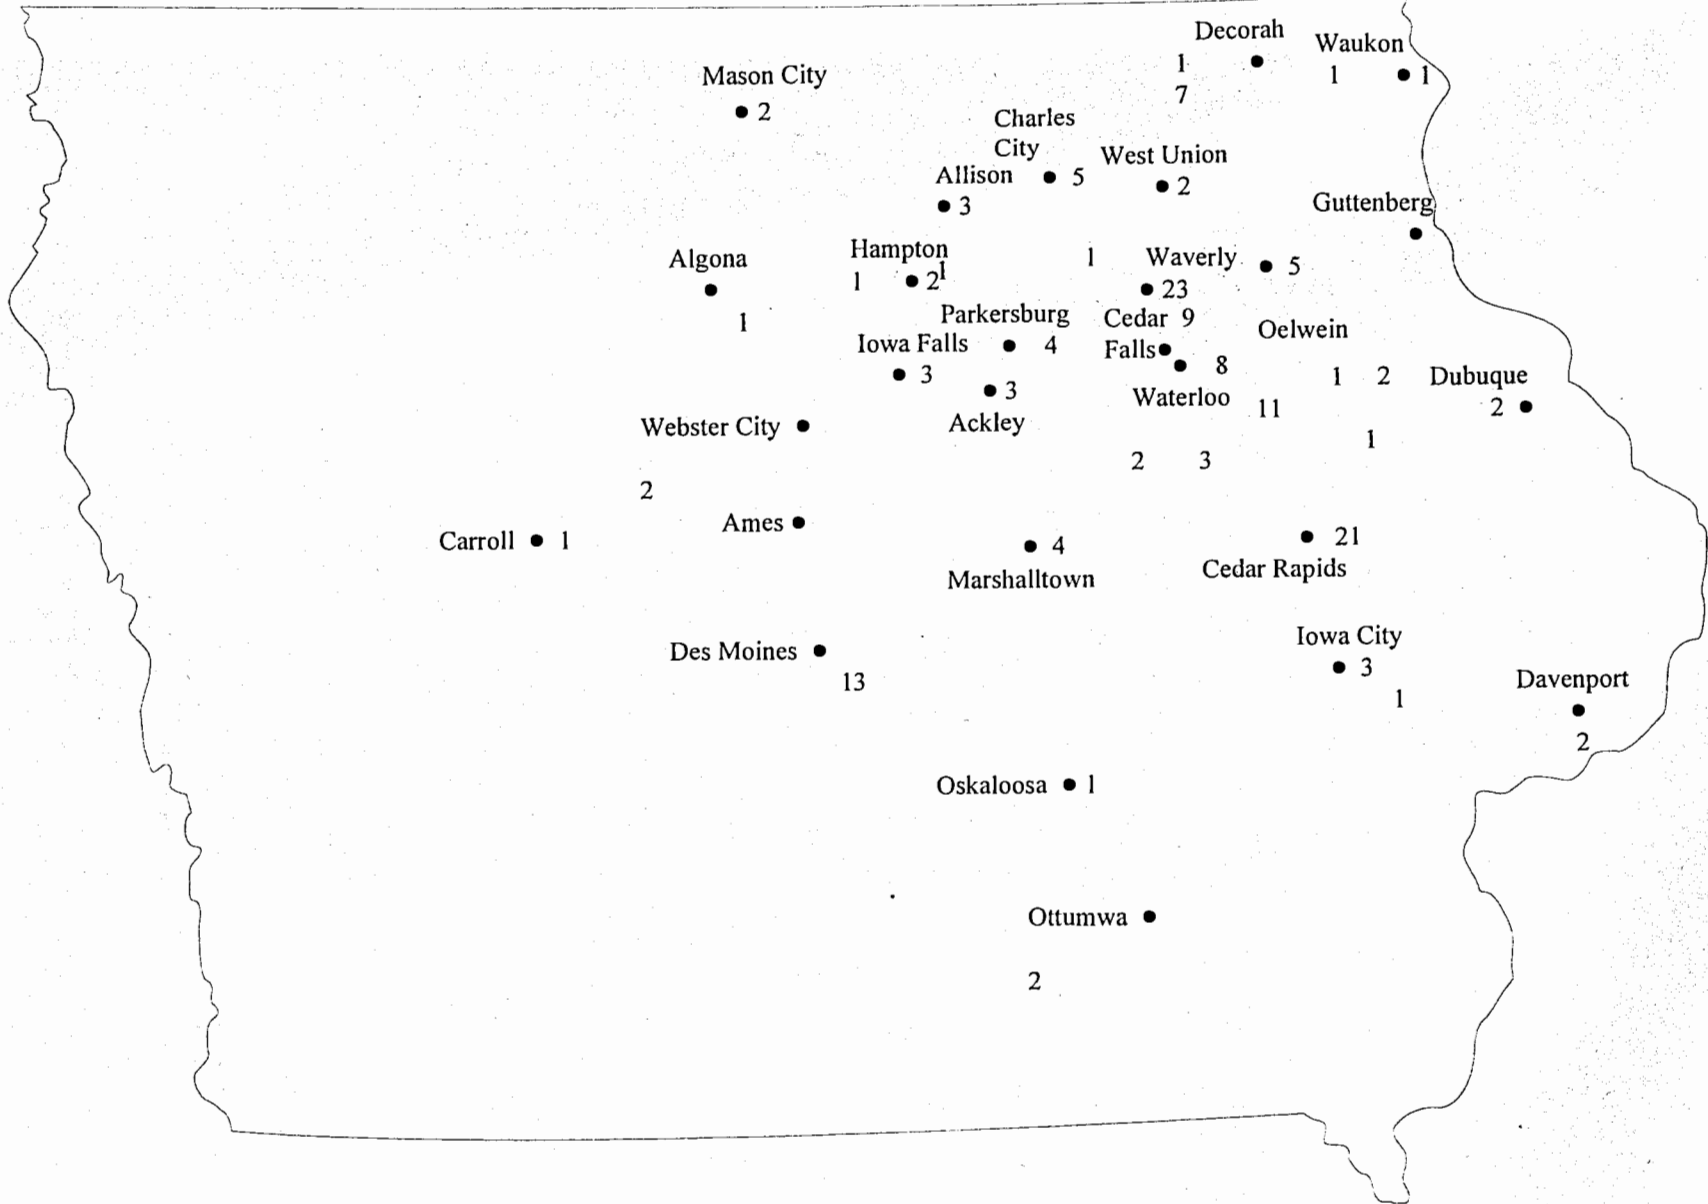 Decorah
Waukon
1
1 1
Mason City
7
2
Charles
City
West Union
Allison 5
2
3
Guttenberg
Hampton
Algona
1 Waverly 5
1 2 1
23
Parkersburg Cedar 9
1
Oelwein
Iowa Falls 4 Falls
8
3
1 2 Dubuque
3
Waterloo
11 2
Ackley
Webster City
1
2 3
2
Ames
Carroll 1
4
21
Marshalltown
Cedar Rapids
Iowa City
Des Moines
3
13
Davenport
1
2
Oskaloosa 1
Ottumwa
2